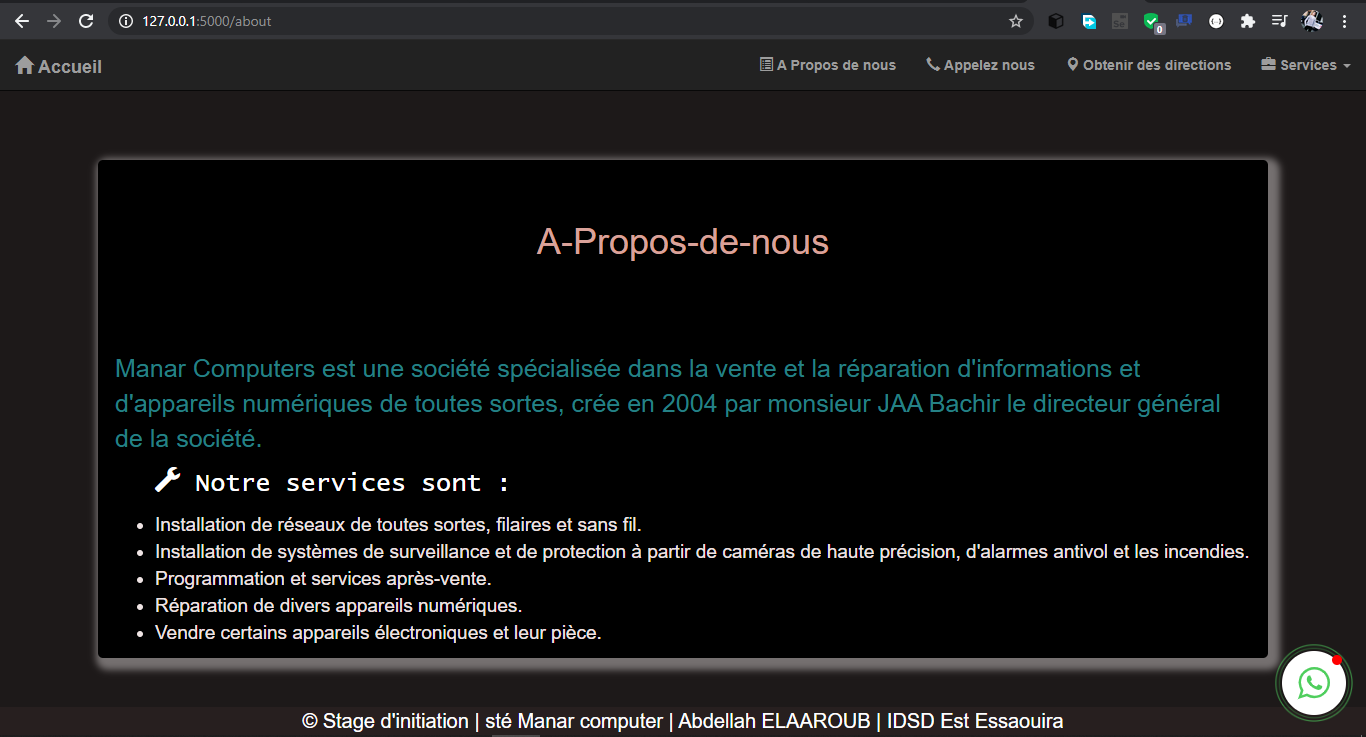 127.0.0.1:5000/about
0
Accueil
A Propos de nous
Appelez nous
Obtenir des directions
Services
A-Propos-de-nous
Manar Computers est une société spécialisée dans la vente et la réparation d'informations et
d'appareils numériques de toutes sortes, crée en 2004 par monsieur JAA Bachir le directeur général
de la société.
Notre services sont :
Installation de réseaux de toutes sortes, filaires et sans fil.
Installation de systèmes de surveillance et de protection à partir de caméras de haute précision, d'alarmes antivol et les incendies.
Programmation et services après-vente.
Réparation de divers appareils numériques.
Vendre certains appareils électroniques et leur pièce.
© Stage d'initiation | sté Manar computer | Abdellah ELAAROUB | IDSD Est Essaouira